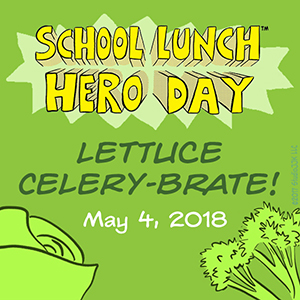 SCHOOL LUNCH™
HERO DAY
LETTUCE
CELERY-BRATE!
May 4, 2018